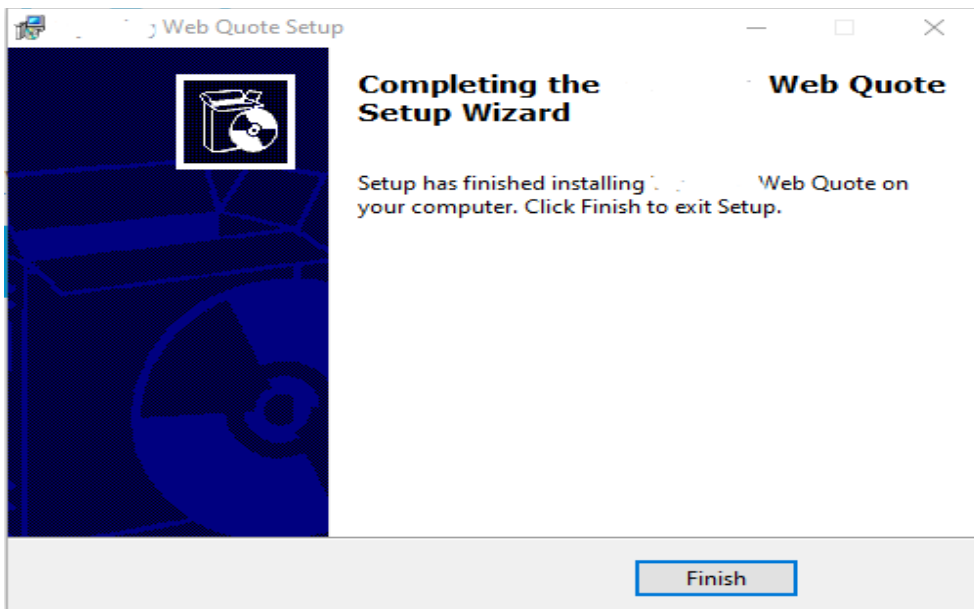 Web Quote Setup
Completing the Web Quote
Setup Wizard
Setup has finished installing Web Quote on
your computer. Click Finish to exit Setup.
Finish